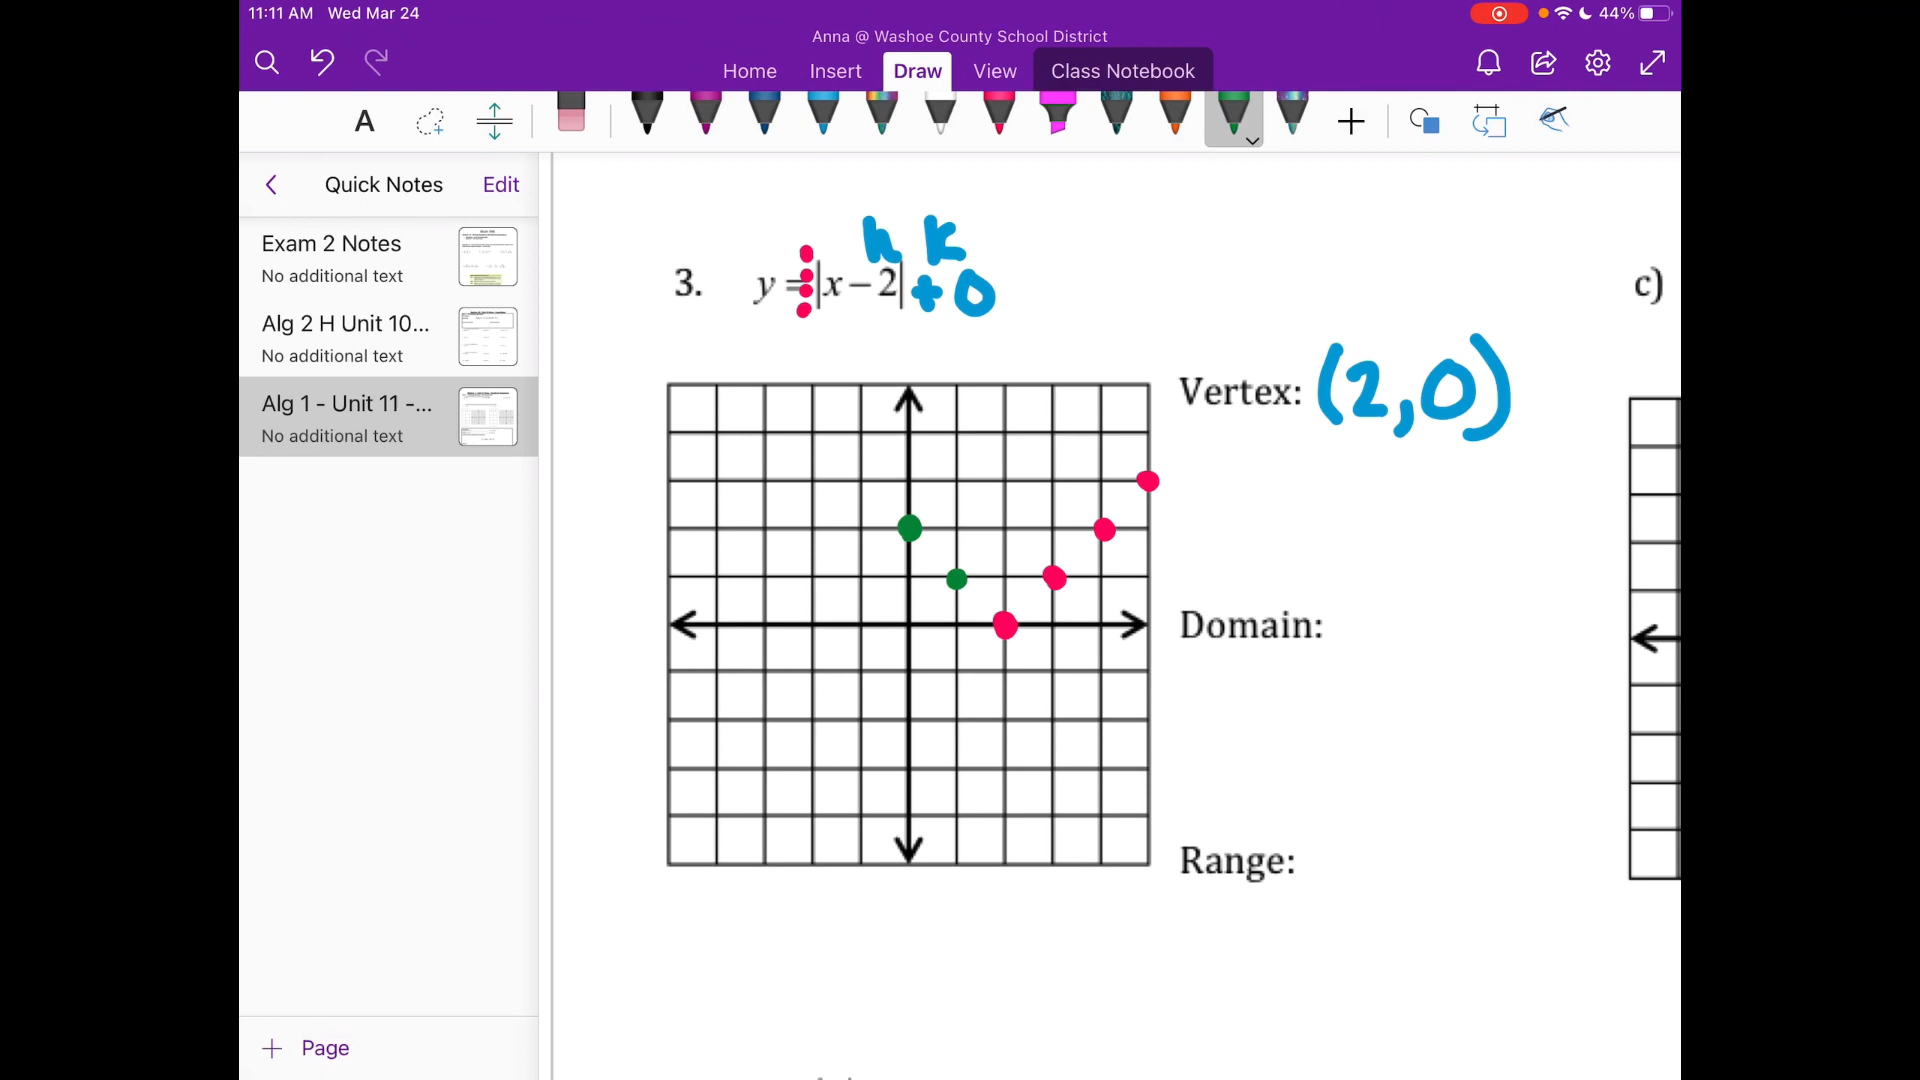 11:11 AM Wed Mar 24
44%
Anna @ Washoe County School District
Home Insert Draw View Class Notebook
A
Quick Notes Edit
Exam 2 Notes
No additional text
Alg 2 H Unit 10...
No additional text
Alg 1 - Unit 11 -...
No additional text
Page
h k
3. y = |x − 2| + 0
c)
Vertex: (2,0)
Domain:
Range: